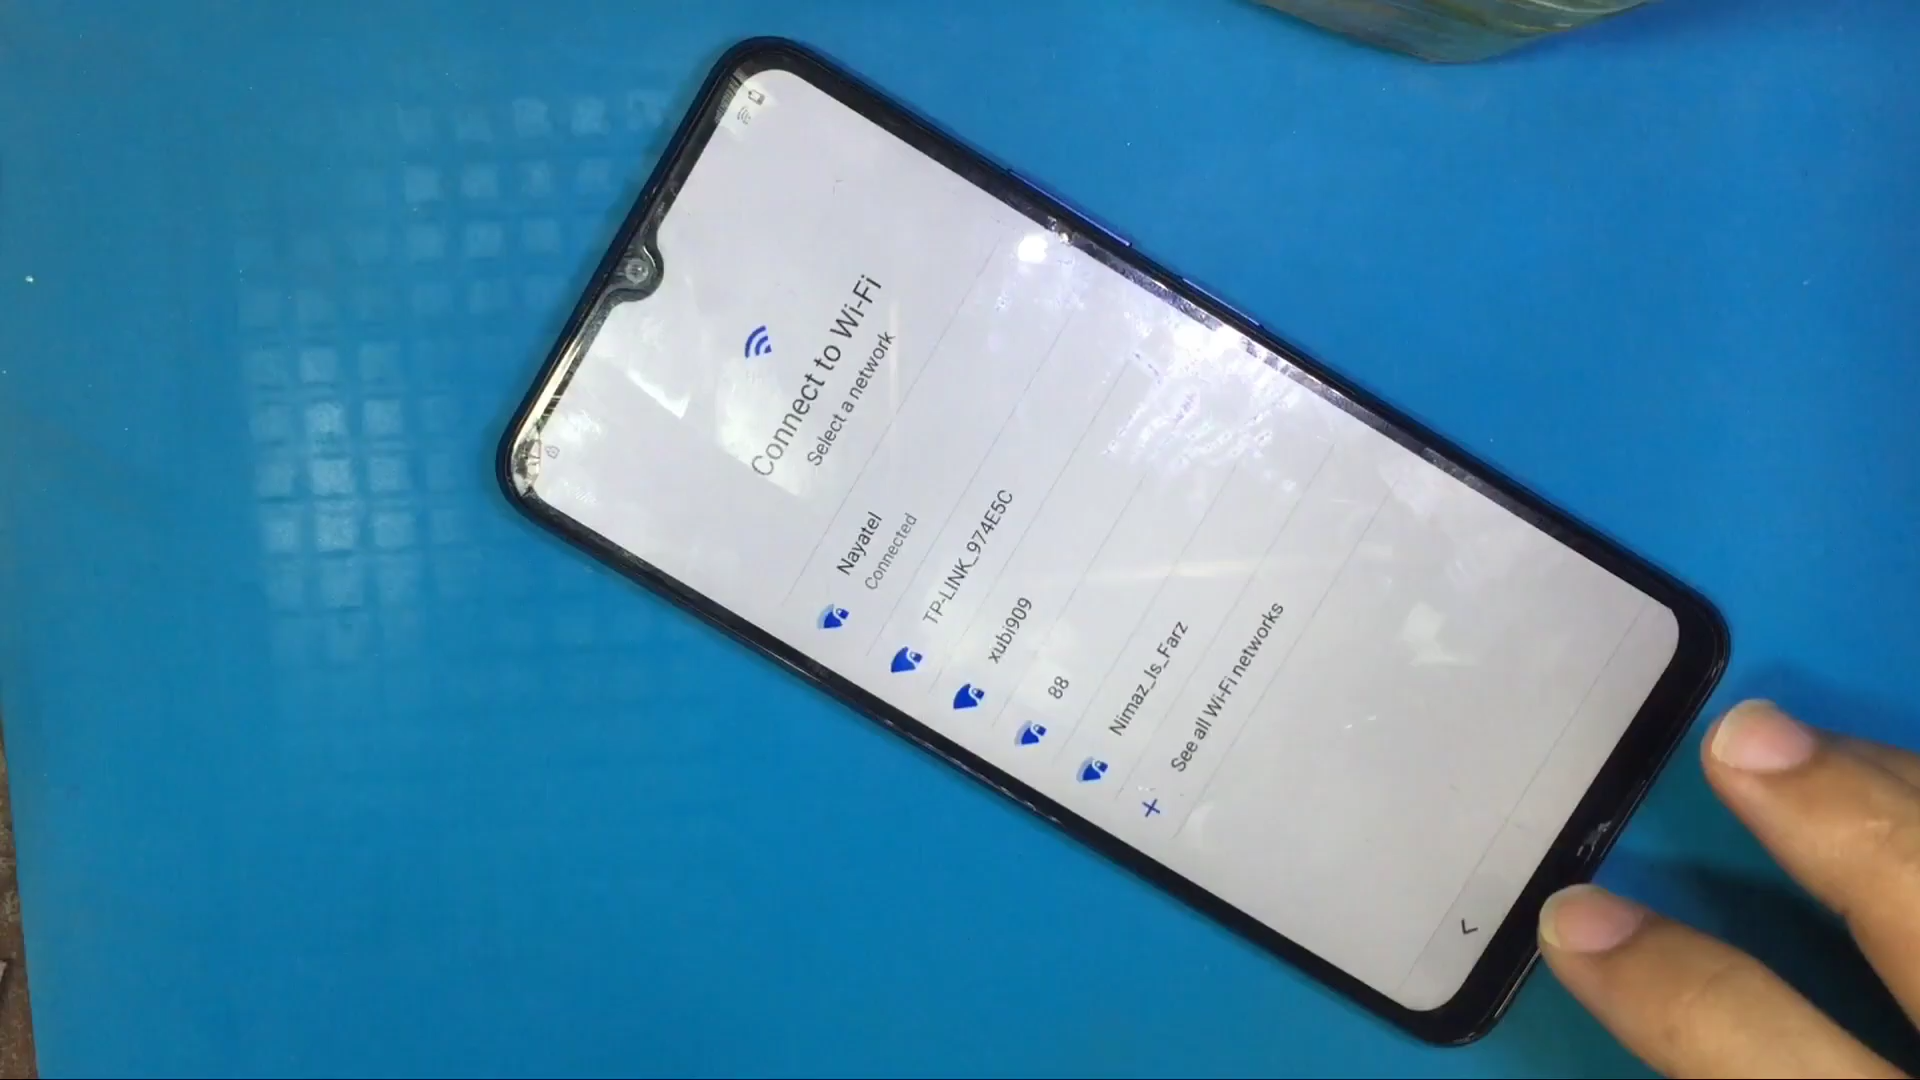 Connect to Wi-Fi
Select a network
Nayatel
Connected
TP-LINK_974E5C
xubi909
88
Nimaz_Is_Farz
See all Wi-Fi networks